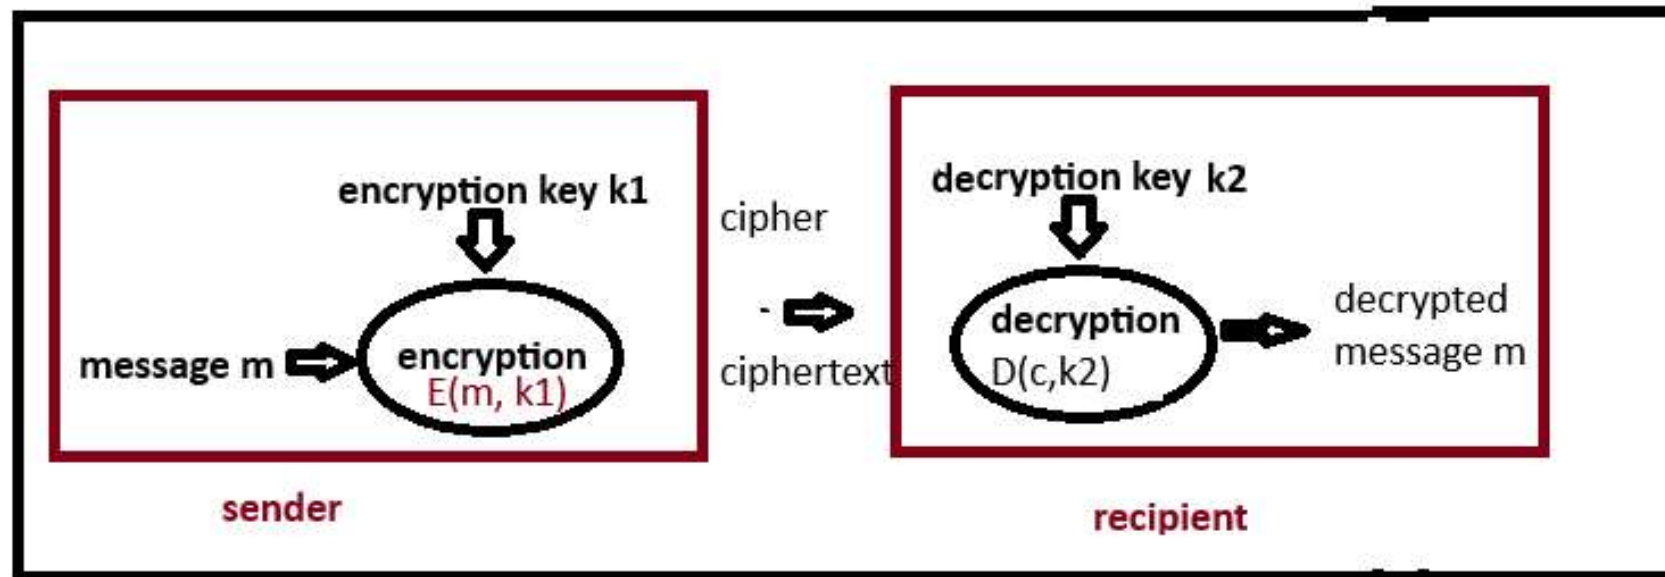 encryption key k1
message m
encryption
E(m, k1)
sender
cipher
-
ciphertext
decryption key k2
decryption
D(c,k2)
decrypted
message m
recipient